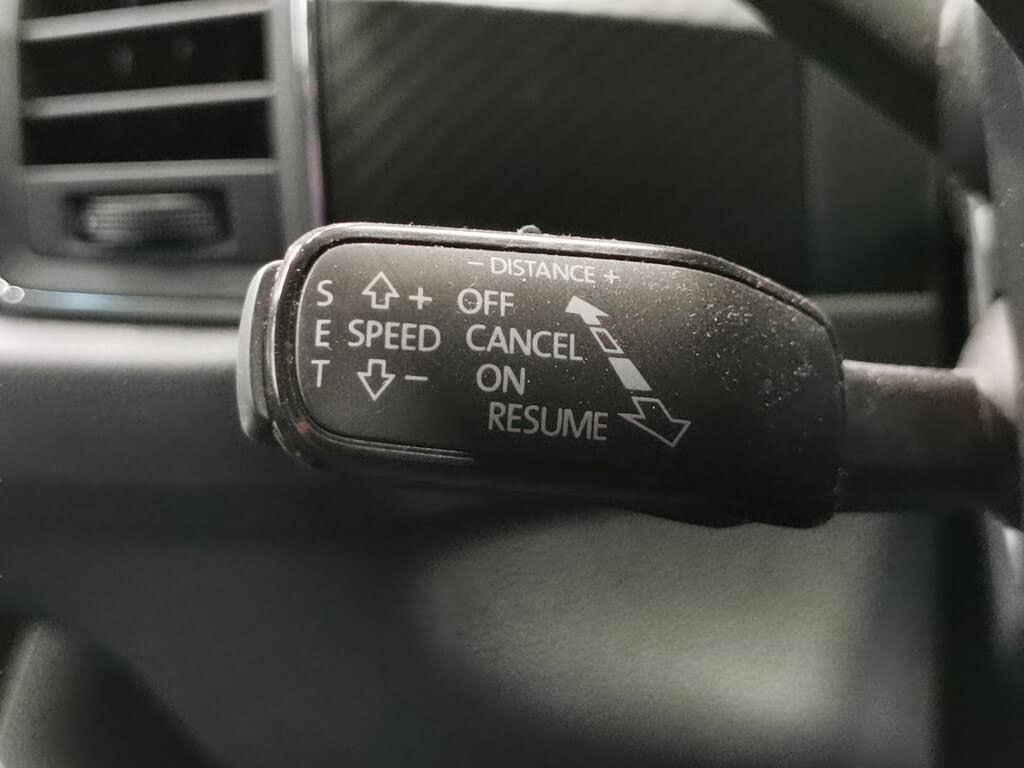 - DISTANCE +
S + OFF
E SPEED CANCEL
T - ON
RESUME